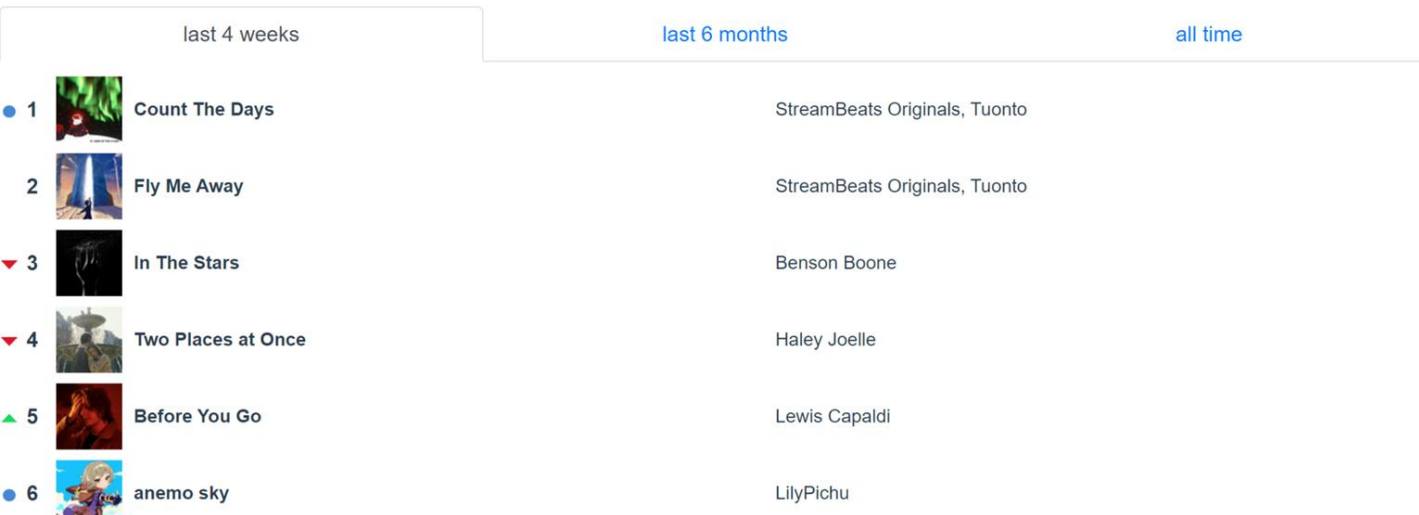 last 4 weeks last 6 months all time
1 Count The Days StreamBeats Originals, Tuonto
2 Fly Me Away StreamBeats Originals, Tuonto
3 In The Stars Benson Boone
4 Two Places at Once Haley Joelle
5 Before You Go Lewis Capaldi
6 anemo sky LilyPichu